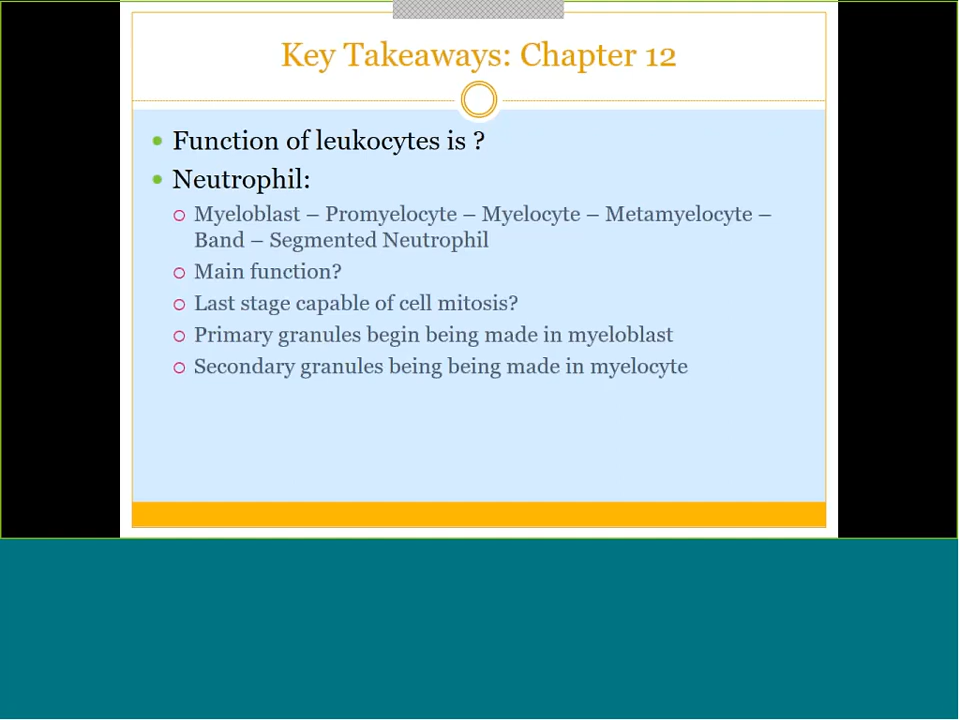 Key Takeaways: Chapter 12
Function of leukocytes is ?
Neutrophil:
Myeloblast – Promyelocyte – Myelocyte – Metamyelocyte –
Band – Segmented Neutrophil
Main function?
Last stage capable of cell mitosis?
Primary granules begin being made in myeloblast
Secondary granules being being made in myelocyte